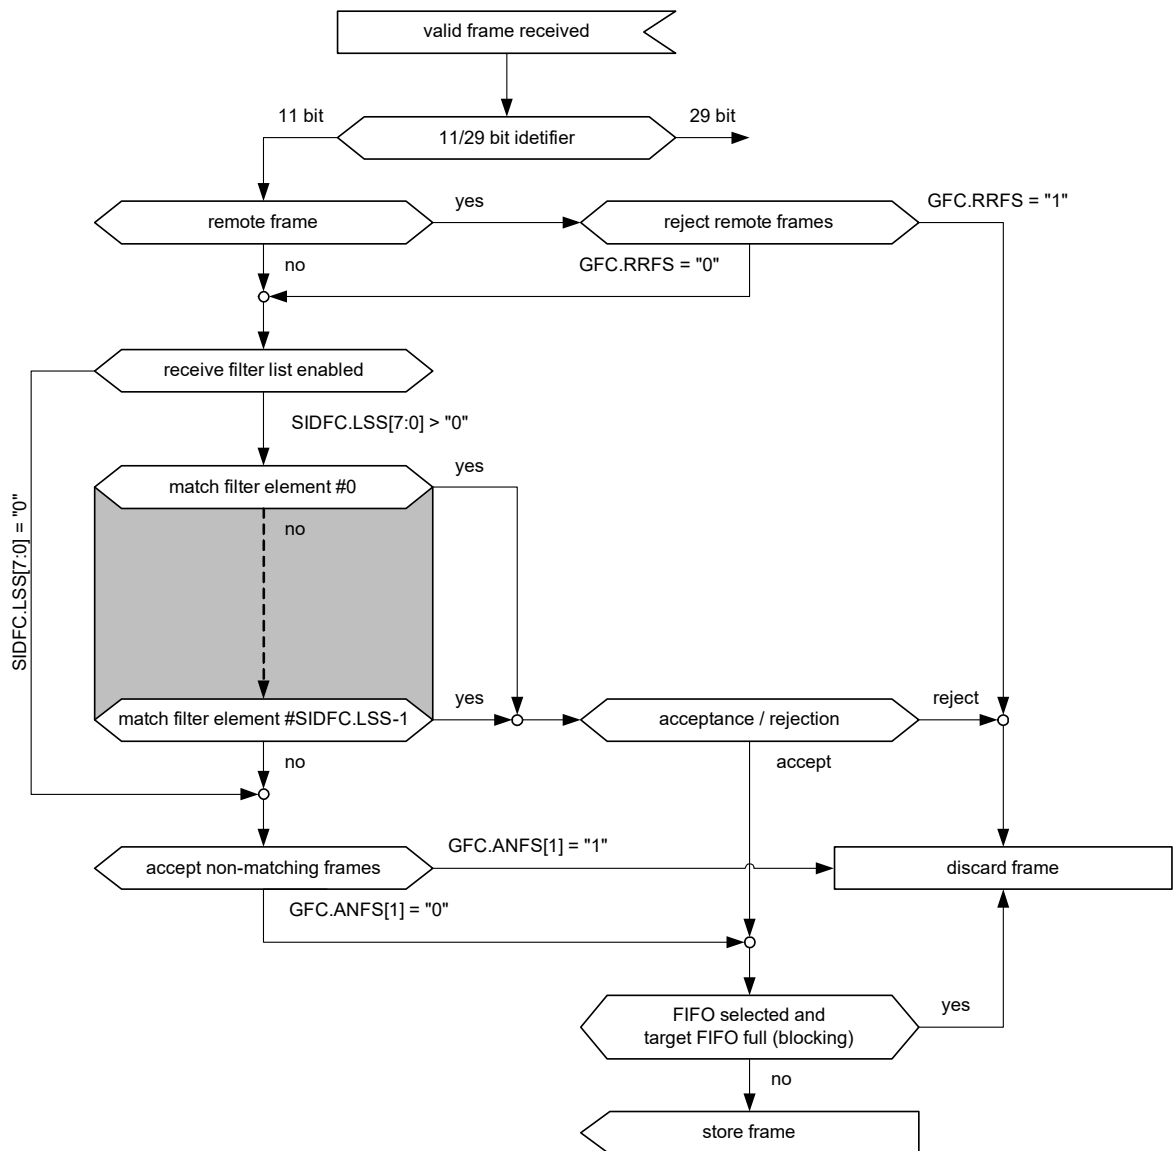 valid frame received
11 bit
29 bit
11/29 bit idetifier
remote frame
yes
reject remote frames
GFC.RRFS = "1"
no
GFC.RRFS = "0"
receive filter list enabled
SIDFC.LSS[7:0] > "0"
SIDFC.LSS[7:0] = "0"
match filter element #0
yes
no
match filter element #SIDFC.LSS-1
yes
acceptance / rejection
reject
no
accept
accept non-matching frames
GFC.ANFS[1] = "1"
discard frame
GFC.ANFS[1] = "0"
FIFO selected and
target FIFO full (blocking)
yes
no
store frame